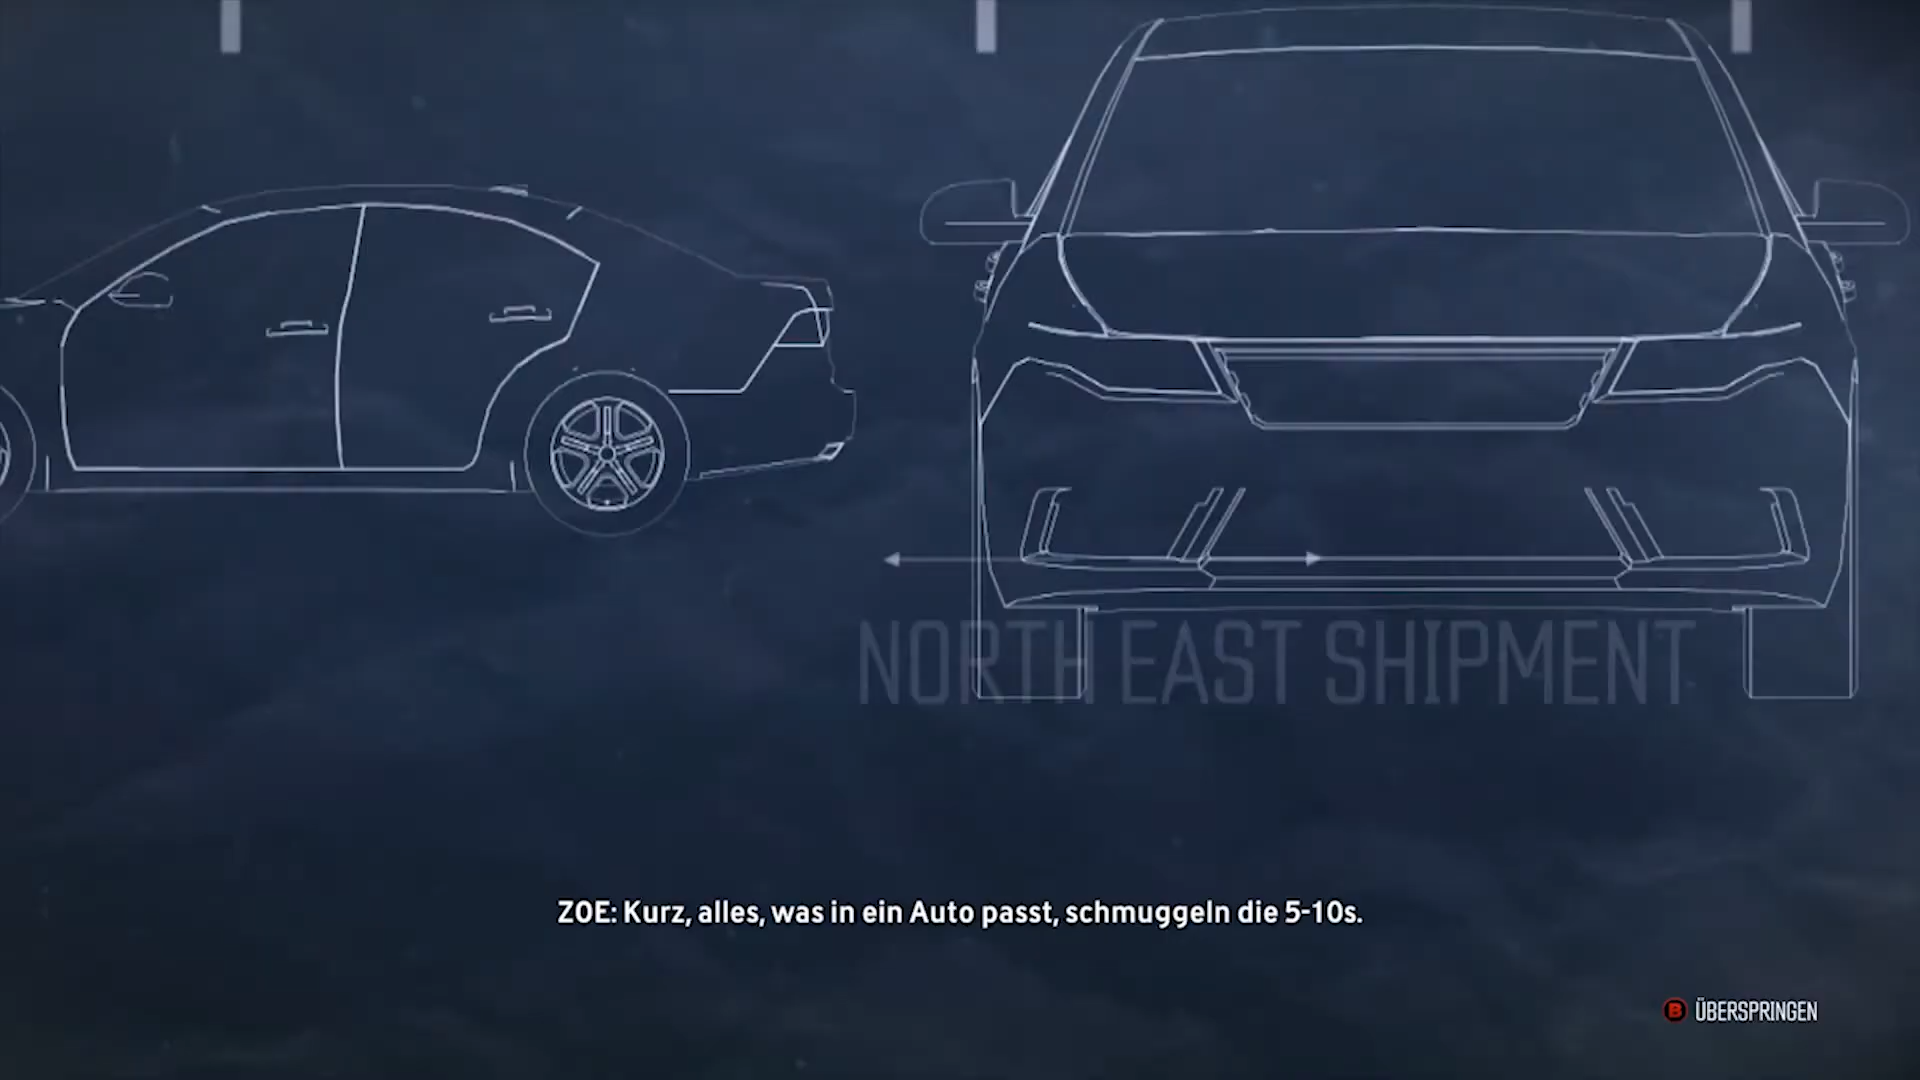 NORTH EAST SHIPMENT
ZOE: Kurz, alles, was in ein Auto passt, schmuggeln die 5-10s.
B ÜBERSPRINGEN